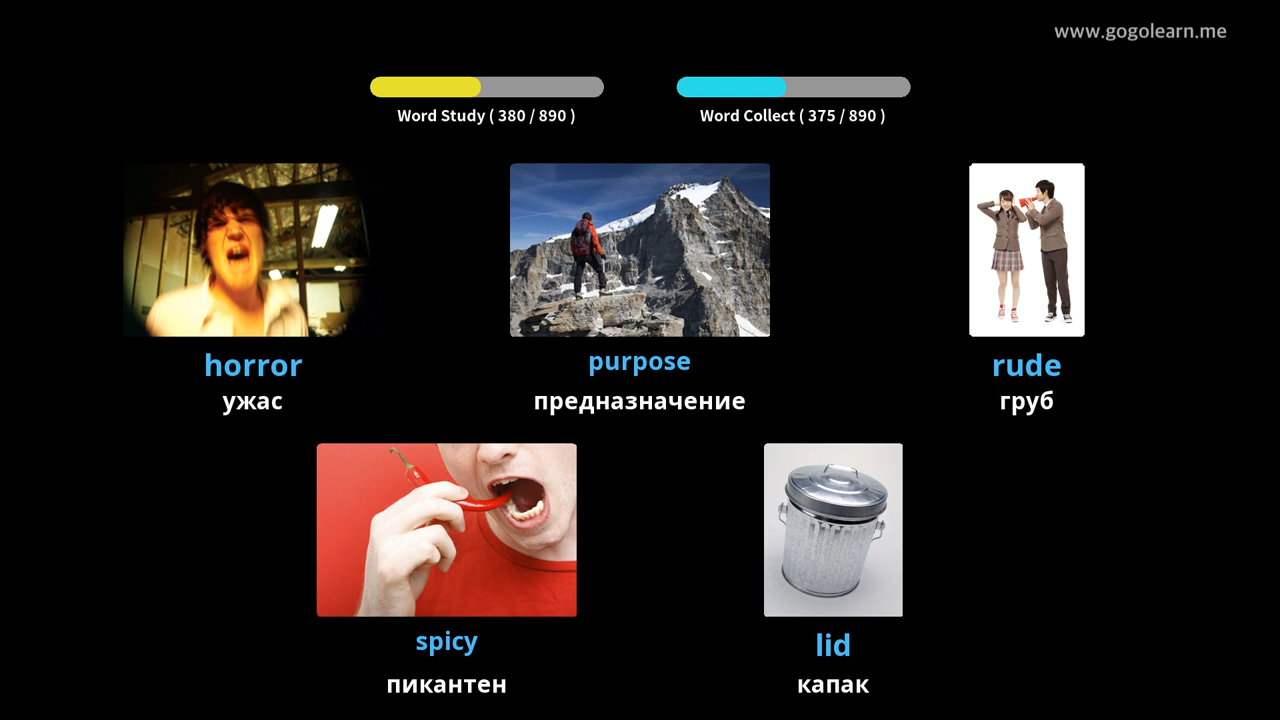 www.gogolearn.me
Word Study ( 380 / 890 )
Word Collect ( 375 / 890 )
horror
ужас
purpose
предназначение
rude
груб
spicy
пикантен
lid
капак